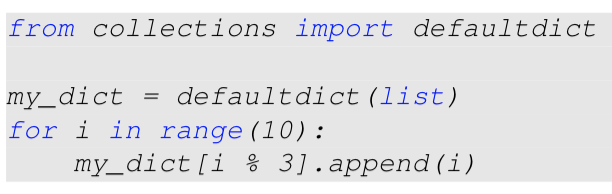 from collections import defaultdict

my_dict = defaultdict(list)
for i in range(10):
    my_dict[i % 3].append(i)